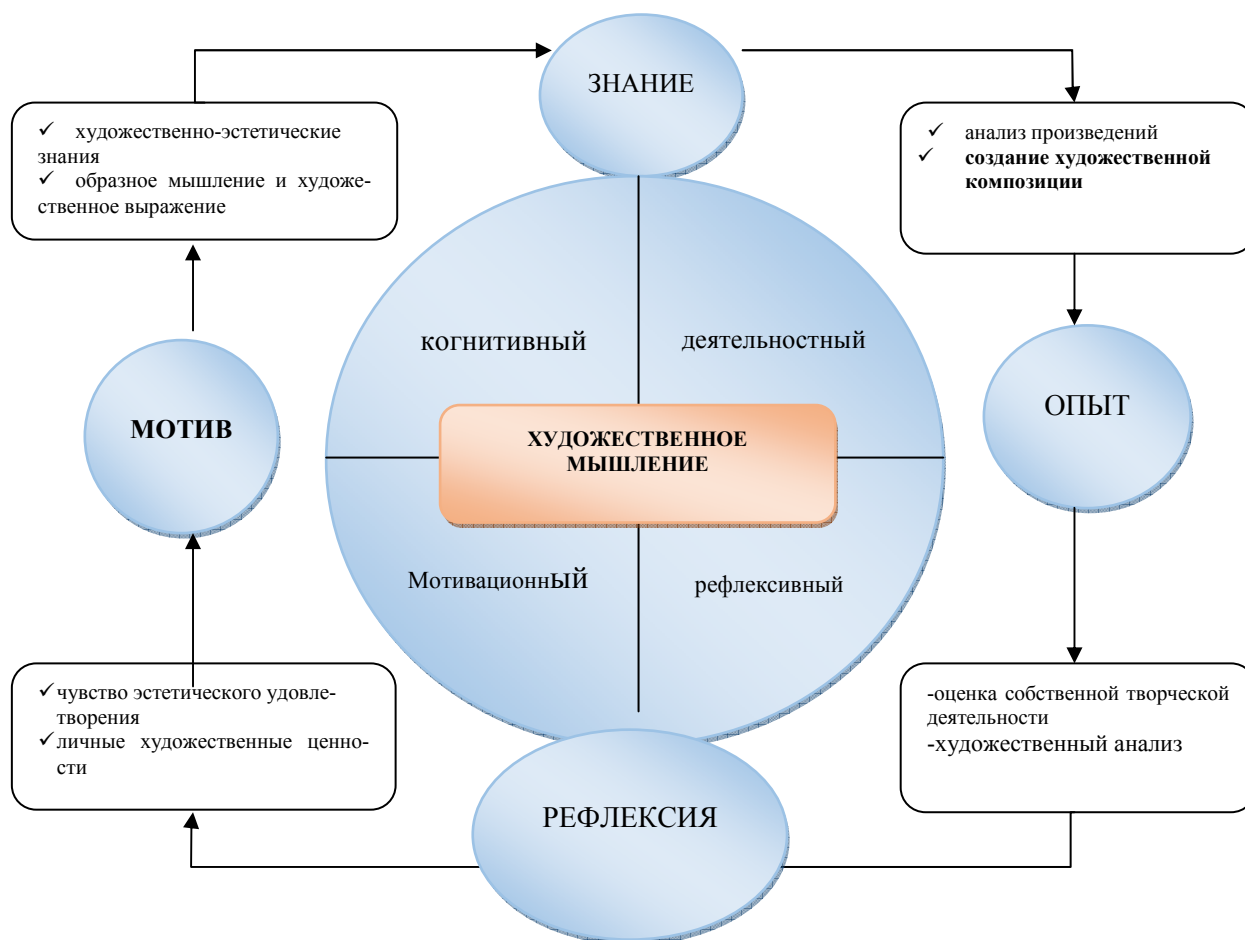 ЗНАНИЕ
✓ художественно-эстетические
знания
✓ образное мышление и художе-
ственное выражение
✓ анализ произведений
✓ создание художественной
композиции
когнитивный
деятельностный
МОТИВ
ОПЫТ
ХУДОЖЕСТВЕННОЕ
МЫШЛЕНИЕ
Мотивационный
рефлексивный
✓ чувство эстетического удовле-
творения
✓ личные художественные ценно-
сти
-оценка собственной творческой
деятельности
-художественный анализ
РЕФЛЕКСИЯ